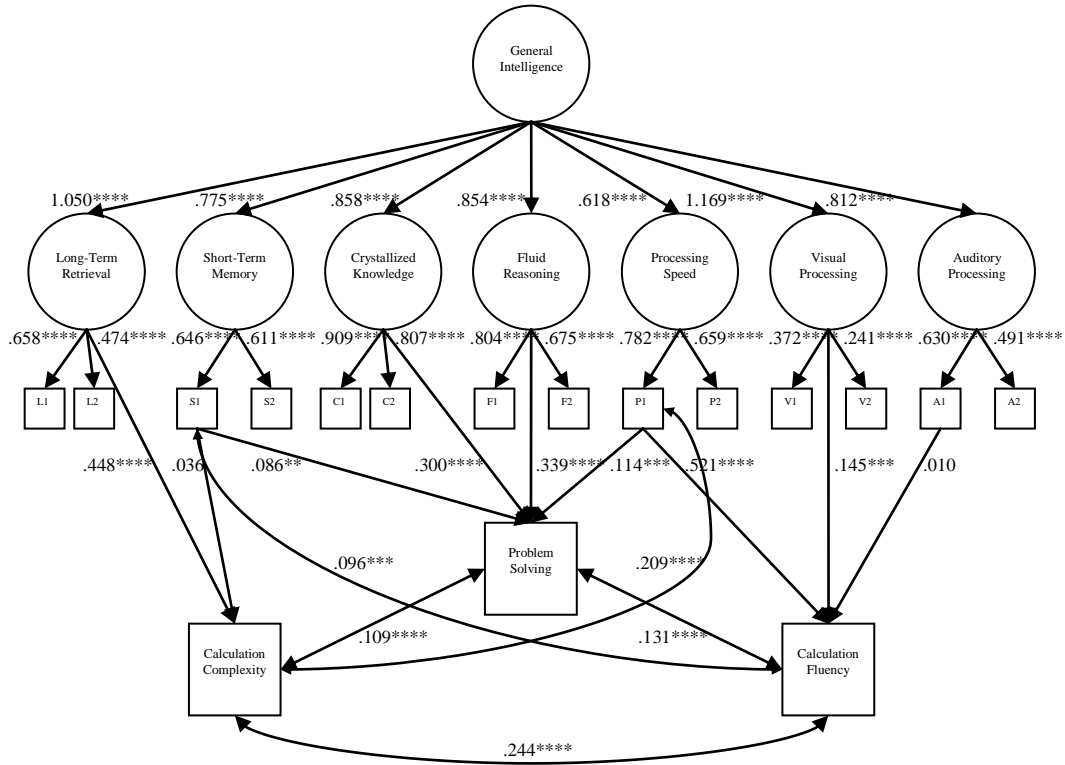 General
Intelligence
1.050****
.775****
.858****
.854****
.618****
1.169****
.812****
Long-Term
Retrieval
Short-Term
Memory
Crystallized
Knowledge
Fluid
Reasoning
Processing
Speed
Visual
Processing
Auditory
Processing
.658****
.474****
.646****
.611****
.909****
.807****
.804****
.675****
.782****
.659****
.372****
.241****
.630****
.491****
L1
L2
S1
S2
C1
C2
F1
F2
P1
P2
V1
V2
A1
A2
.448****
.036
.086**
.300****
.339****
.114***
.521****
.145***
.010
Problem
Solving
.096***
.209****
.109****
.131****
Calculation
Complexity
Calculation
Fluency
.244****